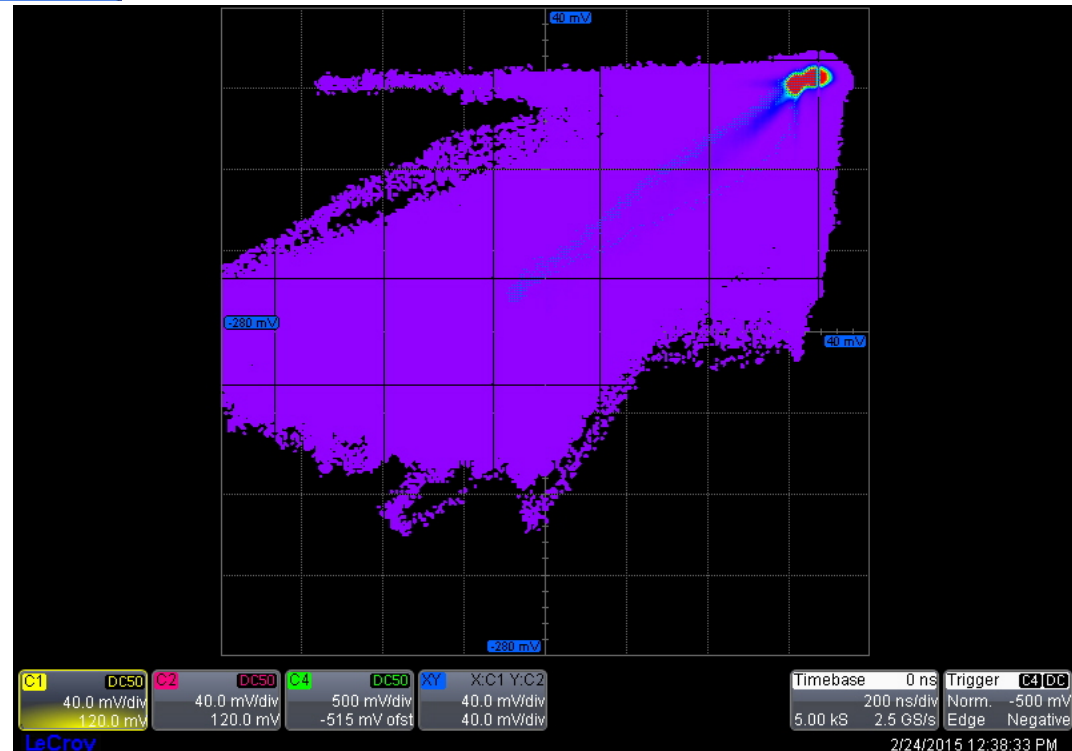 40 mV
-280 mV
40 mV
-280 mV
C1 DC50
40.0 mV/div
120.0 mV
C2 DC50
40.0 mV/div
120.0 mV
C4 DC50
500 mV/div
-515 mV ofst
XY X:C1 Y:C2
40.0 mV/div
40.0 mV/div
Timebase 0 ns
200 ns/div
5.00 kS 2.5 GS/s
Trigger C4 DC
Norm. -500 mV
Edge Negative
LeCroy
2/24/2015 12:38:33 PM